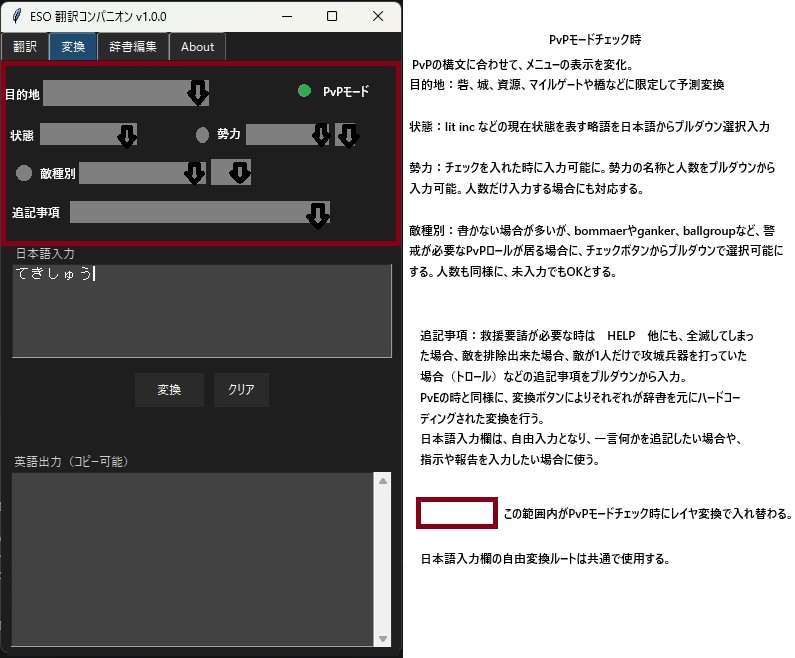 ESO 翻訳コンパニオン v1.0.0
翻訳 変換 辞書編集 About
目的地 PvPモード
状態 勢力
敵種別
追記事項
日本語入力
てきしゅう
変換 クリア
英語出力（コピー可能）
PvPモードチェック時
PvPの構文に合わせて、メニューの表示を変化。
目的地：砦、城、資源、マイルゲートや橋などに限定して予測変換
状態：lit inc などの現在状態を表す略語を日本語からプルダウン選択入力
勢力：チェックを入れた時に入力可能に。勢力の名称と人数をプルダウンから
入力可能。人数だけ入力する場合にも対応する。
敵種別：書かない場合が多いが、bommaerやganker、ballgroupなど、警
戒が必要なPvPロールが居る場合に、チェックボタンからプルダウンで選択可能に
する。人数も同様に、未入力でもOKとする。
追記事項：救援要請が必要な時は　HELP　他にも、全滅してしまっ
た場合、敵を排除出来た場合、敵が1人だけで攻城兵器を打っていた
場合（トロール）などの追記事項をプルダウンから入力。
PvEの時と同様に、変換ボタンによりそれぞれが辞書を元にハードコー
ディングされた変換を行う。
日本語入力欄は、自由入力となり、一言何かを追記したい場合や、
指示や報告を入力したい場合に使う。
この範囲内がPvPモードチェック時にレイヤ変換で入れ替わる。
日本語入力欄の自由変換ルートは共通で使用する。